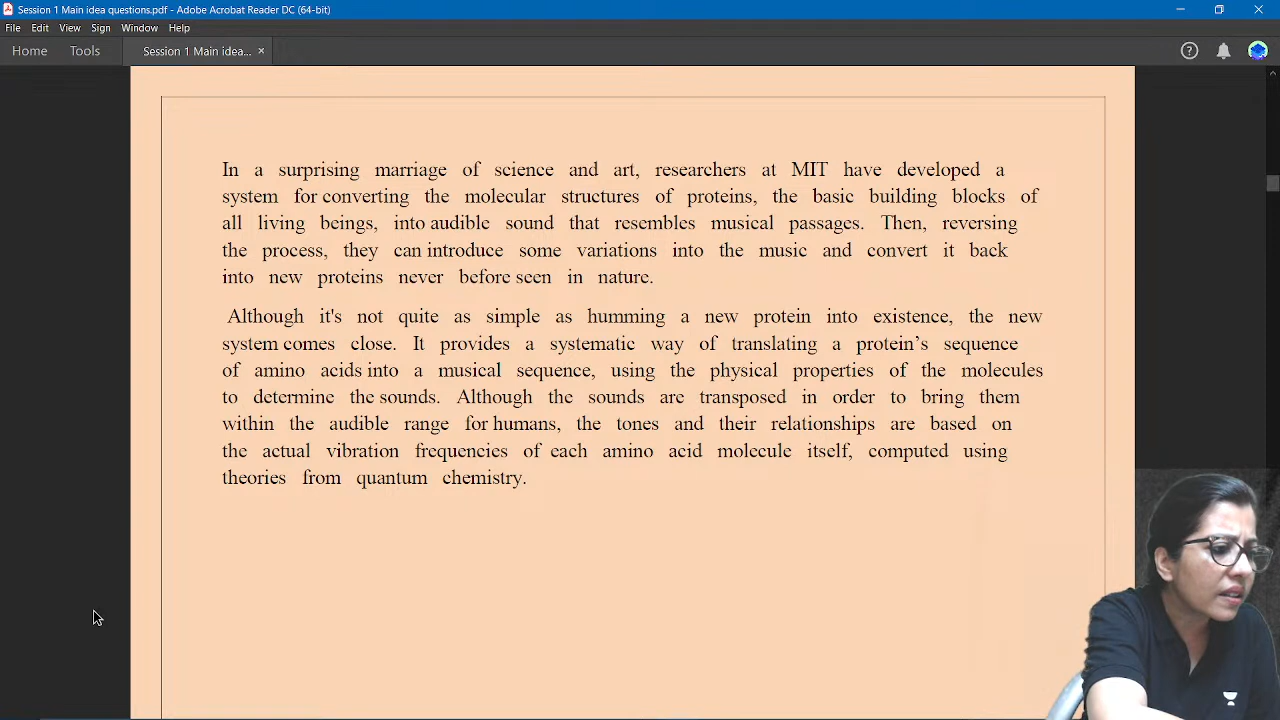 Session 1 Main idea questions.pdf - Adobe Acrobat Reader DC (64-bit)
File Edit View Sign Window Help
Home Tools Session 1 Main idea... ×
In a surprising marriage of science and art, researchers at MIT have developed a
system for converting the molecular structures of proteins, the basic building blocks of
all living beings, into audible sound that resembles musical passages. Then, reversing
the process, they can introduce some variations into the music and convert it back
into new proteins never before seen in nature.
Although it's not quite as simple as humming a new protein into existence, the new
system comes close. It provides a systematic way of translating a protein’s sequence
of amino acids into a musical sequence, using the physical properties of the molecules
to determine the sounds. Although the sounds are transposed in order to bring them
within the audible range for humans, the tones and their relationships are based on
the actual vibration frequencies of each amino acid molecule itself, computed using
theories from quantum chemistry.